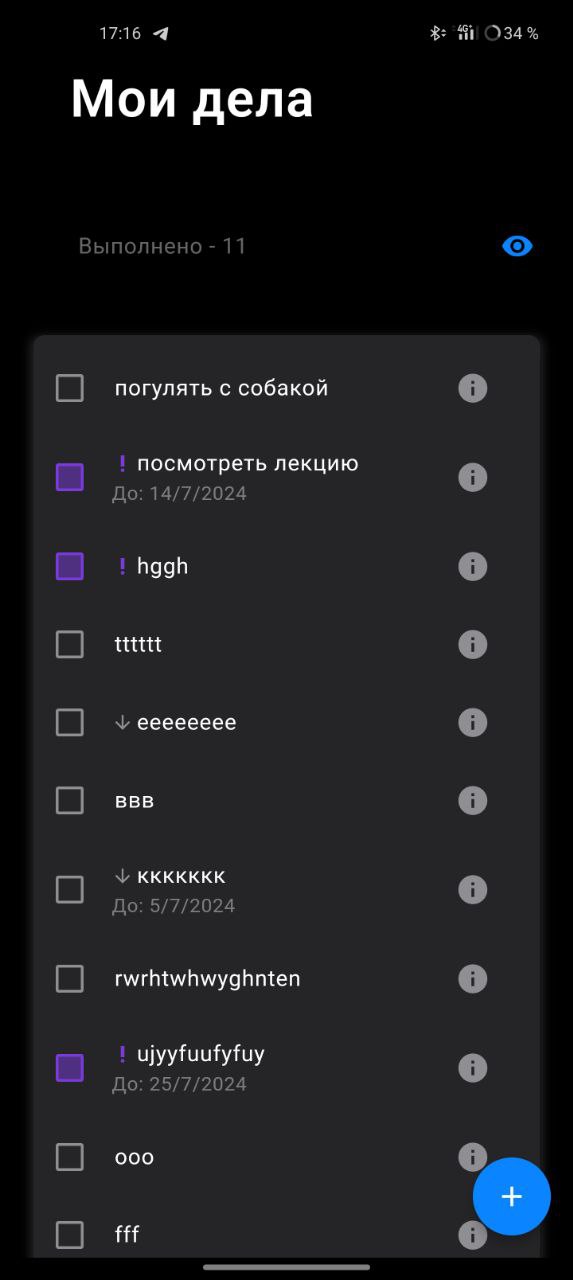 17:16
4G+
34 %
Мои дела
Выполнено - 11
погулять с собакой
! посмотреть лекцию
До: 14/7/2024
! hggh
tttttt
↓ eeeeeeee
ввв
↓ ккккккк
До: 5/7/2024
rwrhtwhwyghnten
! ujyyfuufyfuy
До: 25/7/2024
ooo
fff